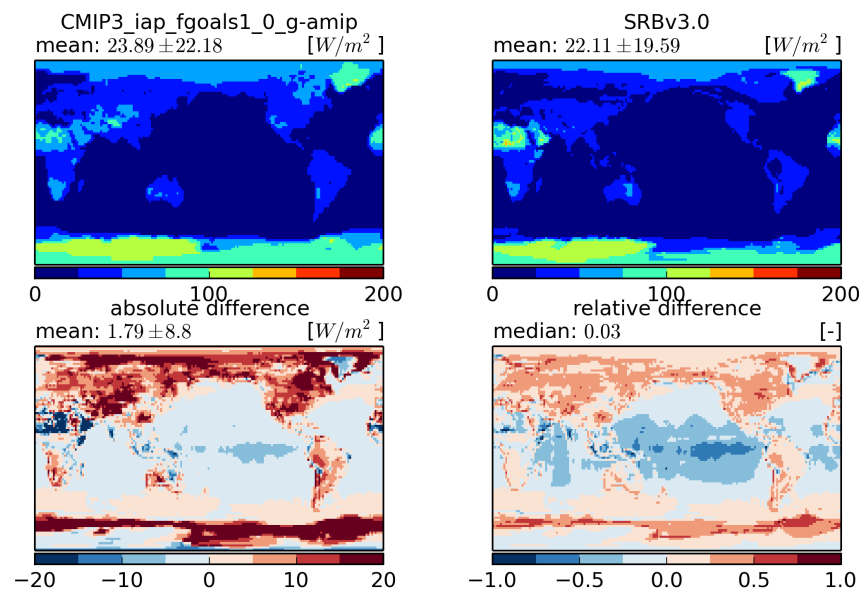 CMIP3_iap_fgoals1_0_g-amip
mean: 23.89 ±22.18 [W/m² ]
0 100 200
SRBv3.0
mean: 22.11 ±19.59 [W/m² ]
0 100 200
absolute difference
mean: 1.79 ±8.8 [W/m² ]
−20 −10 0 10 20
relative difference
median: 0.03 [-]
−1.0 −0.5 0.0 0.5 1.0